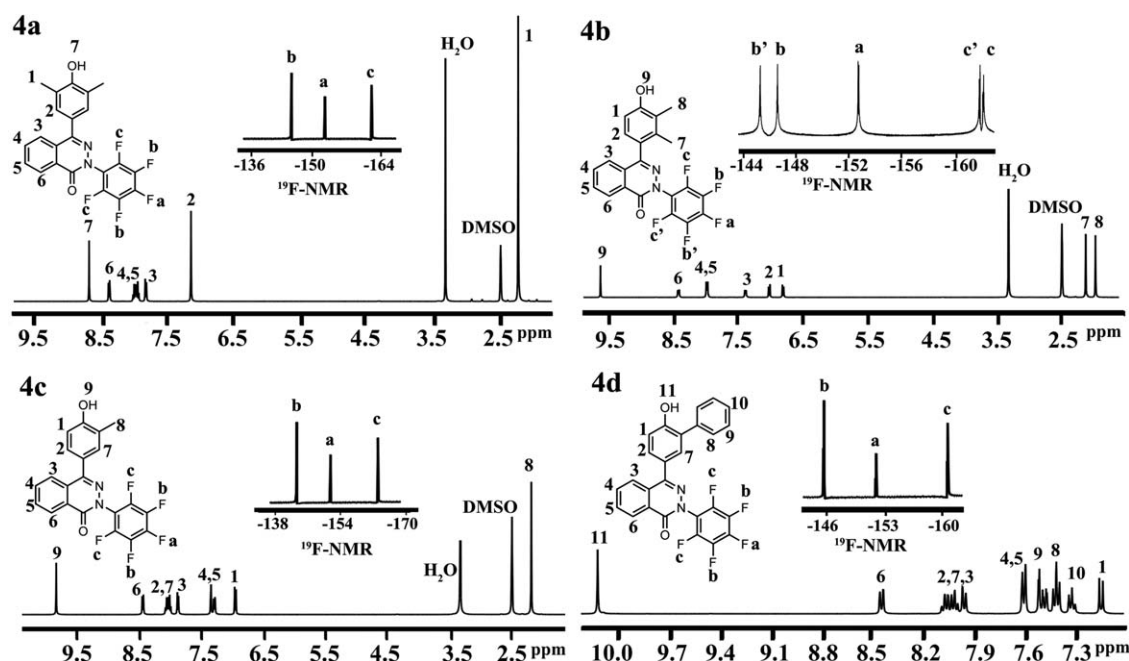 4a
7
OH
1
2
3
4
5
6
N
N
O
c
F
b
F
F
a
F
c
F
b
b
a
c
-136 -150 -164
19F-NMR
H2O
1
7
6
4,5
3
2
DMSO
9.5 8.5 7.5 6.5 5.5 4.5 3.5 2.5 ppm
4b
9
OH
1
8
2
7
3
4
5
6
N
N
O
c
F
b
F
F
a
F
c'
F
b'
b' b a c' c
-144 -148 -152 -156 -160
19F-NMR
H2O
DMSO
7 8
9
6
4,5
3
2 1
9.5 8.5 7.5 6.5 5.5 4.5 3.5 2.5 ppm
4c
9
OH
1
8
2
7
3
4
5
6
N
N
O
c
F
b
F
F
a
F
c
F
b
b
a
c
-138 -154 -170
19F-NMR
8
DMSO
H2O
9
6
2,7
3
4,5
1
9.5 8.5 7.5 6.5 5.5 4.5 3.5 2.5 ppm
4d
11
OH
10
9
8
1
2
7
3
4
5
6
N
N
O
c
F
b
F
F
a
F
c
F
b
b
a
c
-146 -153 -160
19F-NMR
11
6
2,7,3
4,5
9
8
10
1
10.0 9.7 9.4 9.1 8.8 8.5 8.2 7.9 7.6 7.3 ppm